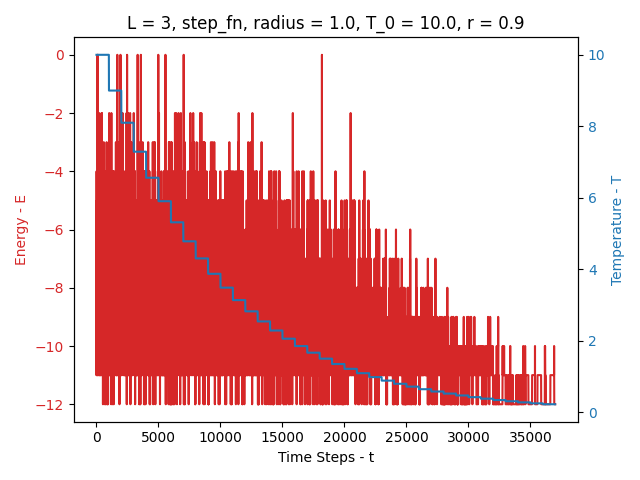 L = 3, step_fn, radius = 1.0, T_0 = 10.0, r = 0.9
0
−2
−4
−6
−8
−10
−12
Energy - E
10
8
6
4
2
0
Temperature - T
0 5000 10000 15000 20000 25000 30000 35000
Time Steps - t